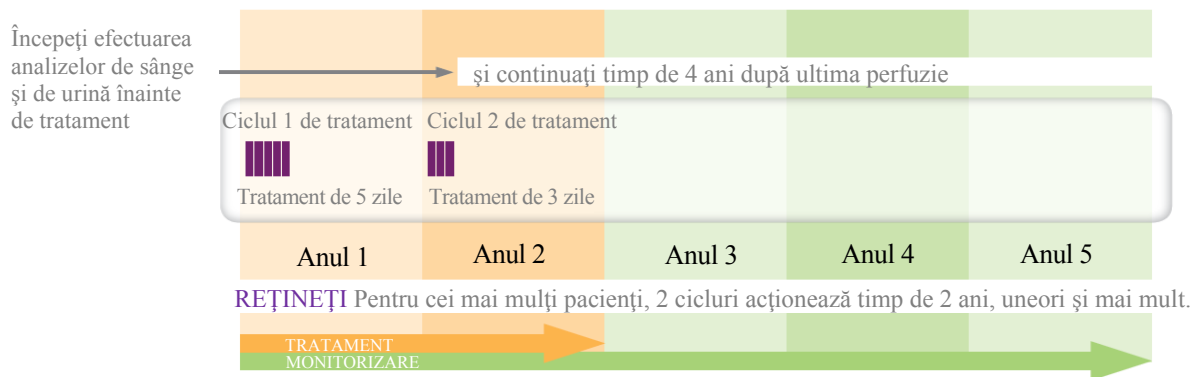 Începeţi efectuarea
analizelor de sânge
şi de urină înainte
de tratament
şi continuaţi timp de 4 ani după ultima perfuzie
Ciclul 1 de tratament
Ciclul 2 de tratament
Tratament de 5 zile
Tratament de 3 zile
Anul 1
Anul 2
Anul 3
Anul 4
Anul 5
REŢINEŢI Pentru cei mai mulţi pacienţi, 2 cicluri acţionează timp de 2 ani, uneori şi mai mult.
TRATAMENT
MONITORIZARE